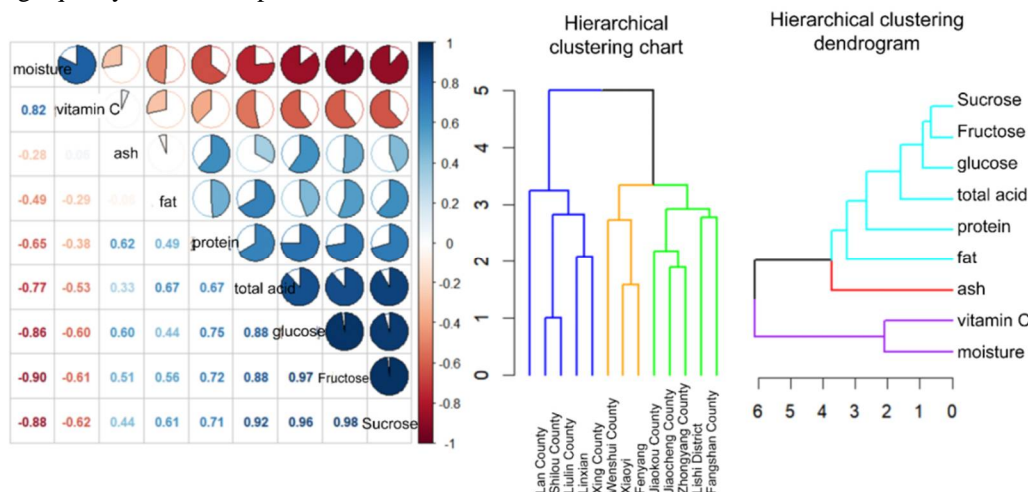 moisture
0.82 vitamin C
-0.28 ash
-0.49 -0.29 fat
-0.65 -0.38 0.62 0.49 protein
-0.77 -0.53 0.33 0.67 0.67 total acid
-0.86 -0.60 0.60 0.44 0.75 0.88 glucose
-0.90 -0.61 0.51 0.56 0.72 0.88 0.97 Fructose
-0.88 -0.62 0.44 0.61 0.71 0.92 0.96 0.98 Sucrose
1
0.8
0.6
0.4
0.2
0
-0.2
-0.4
-0.6
-0.8
-1
Hierarchical
clustering chart
5
4
3
2
1
0
Lan County
Shilou County
Liulin County
Linxian
Xing County
Wenshui County
Xiaoyi
Fenyang
Jiaokou County
Jiaocheng County
Zhongyang County
Lishi District
Fangshan County
Hierarchical clustering
dendrogram
Sucrose
Fructose
glucose
total acid
protein
fat
ash
vitamin C
moisture
6 5 4 3 2 1 0